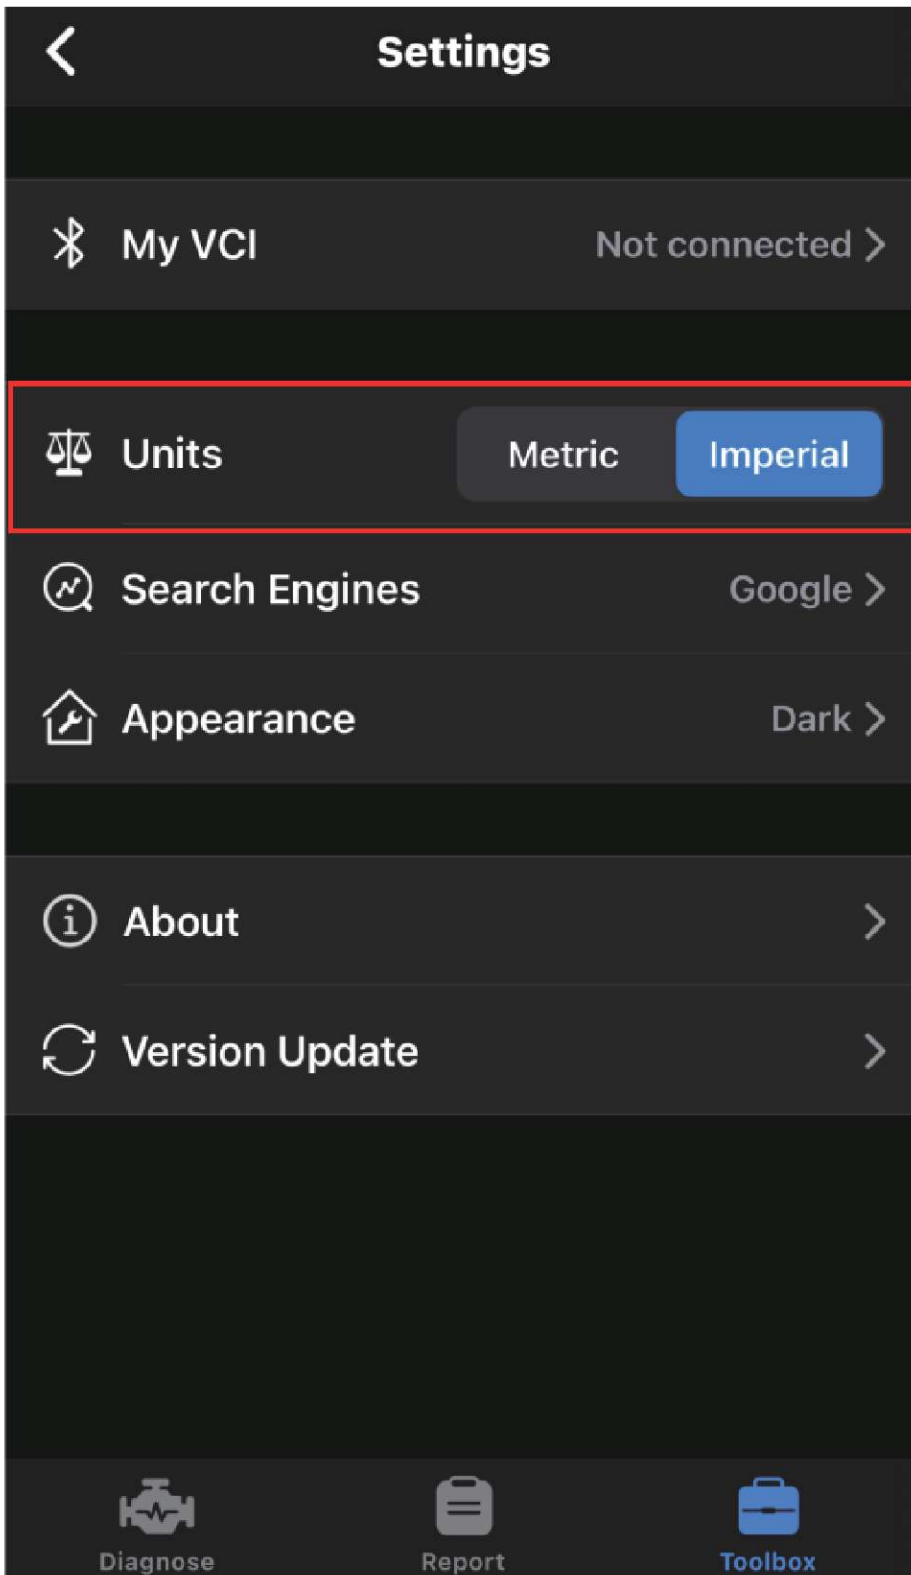 Settings
My VCI Not connected
Units Metric Imperial
Search Engines Google
Appearance Dark
About
Version Update
Diagnose Report Toolbox